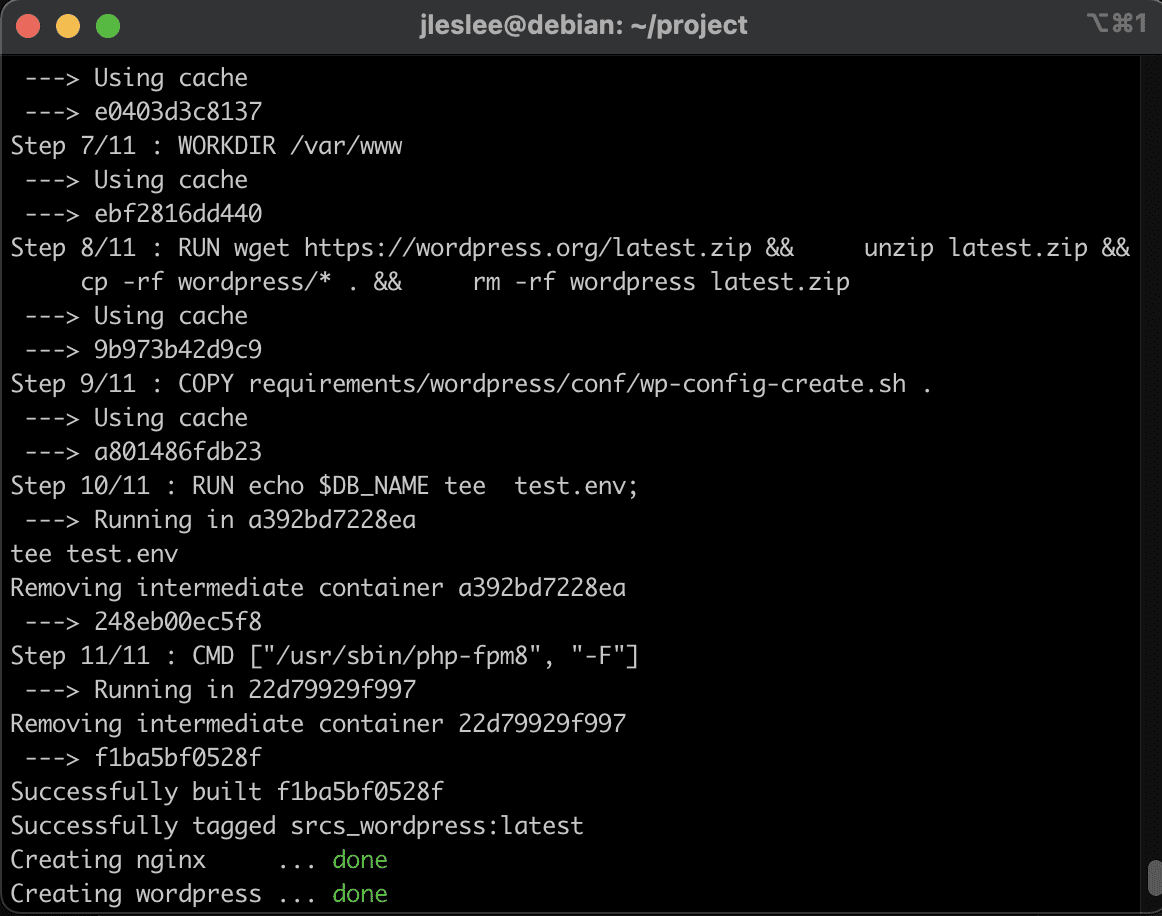 jleslee@debian: ~/project
⌥⌘1
---> Using cache
---> e0403d3c8137
Step 7/11 : WORKDIR /var/www
---> Using cache
---> ebf2816dd440
Step 8/11 : RUN wget https://wordpress.org/latest.zip &&     unzip latest.zip &&
     cp -rf wordpress/* . &&     rm -rf wordpress latest.zip
---> Using cache
---> 9b973b42d9c9
Step 9/11 : COPY requirements/wordpress/conf/wp-config-create.sh .
---> Using cache
---> a801486fdb23
Step 10/11 : RUN echo $DB_NAME tee  test.env;
---> Running in a392bd7228ea
tee test.env
Removing intermediate container a392bd7228ea
---> 248eb00ec5f8
Step 11/11 : CMD ["/usr/sbin/php-fpm8", "-F"]
---> Running in 22d79929f997
Removing intermediate container 22d79929f997
---> f1ba5bf0528f
Successfully built f1ba5bf0528f
Successfully tagged srcs_wordpress:latest
Creating nginx     ... done
Creating wordpress ... done